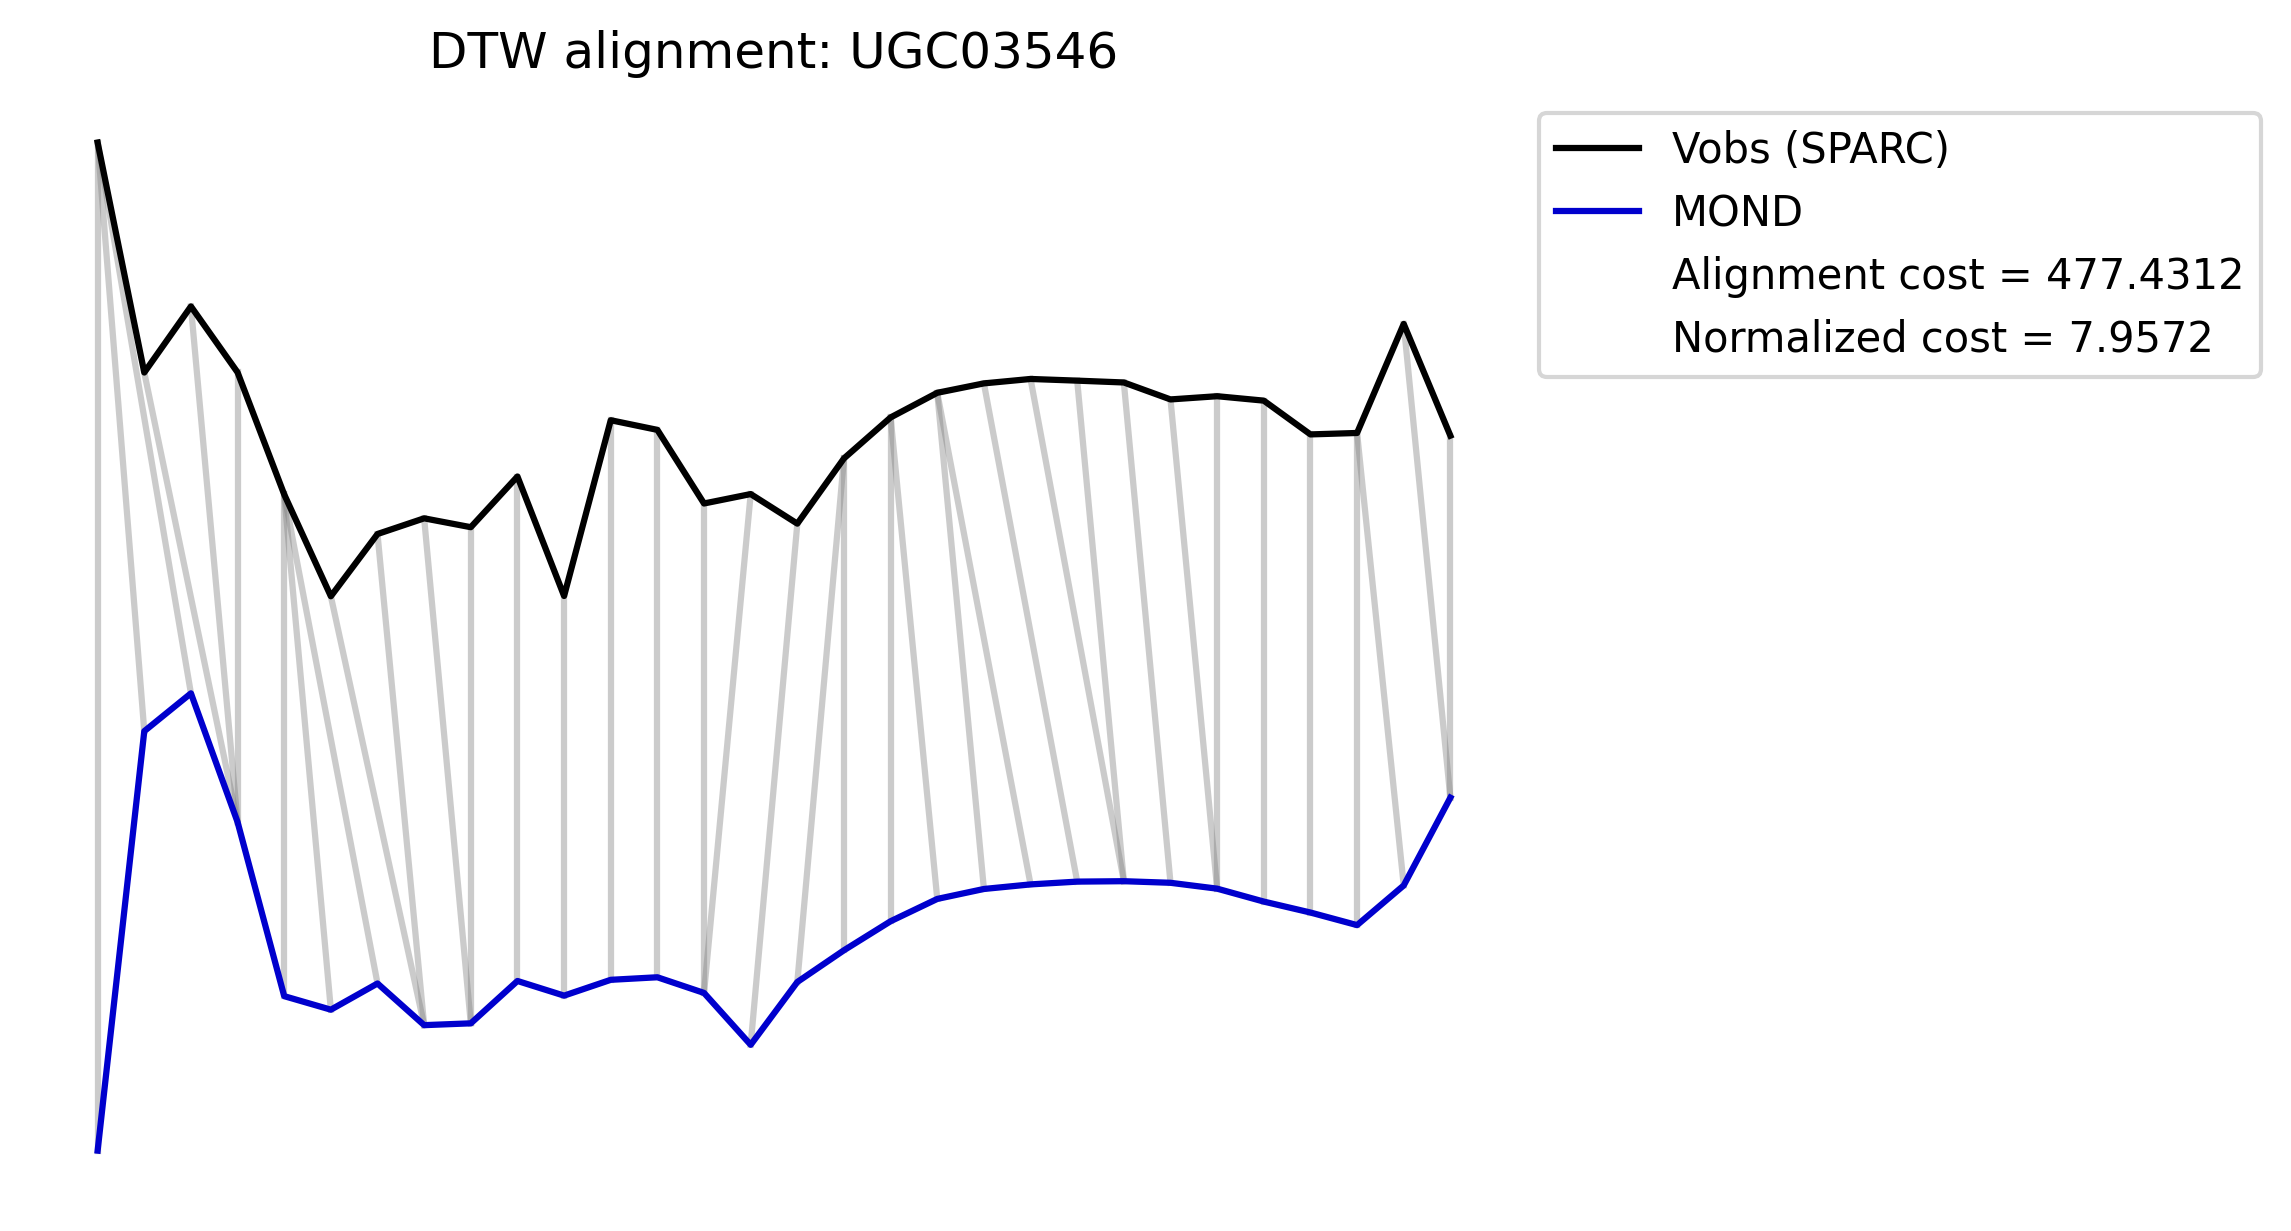 DTW alignment: UGC03546
Vobs (SPARC)
MOND
Alignment cost = 477.4312
Normalized cost = 7.9572